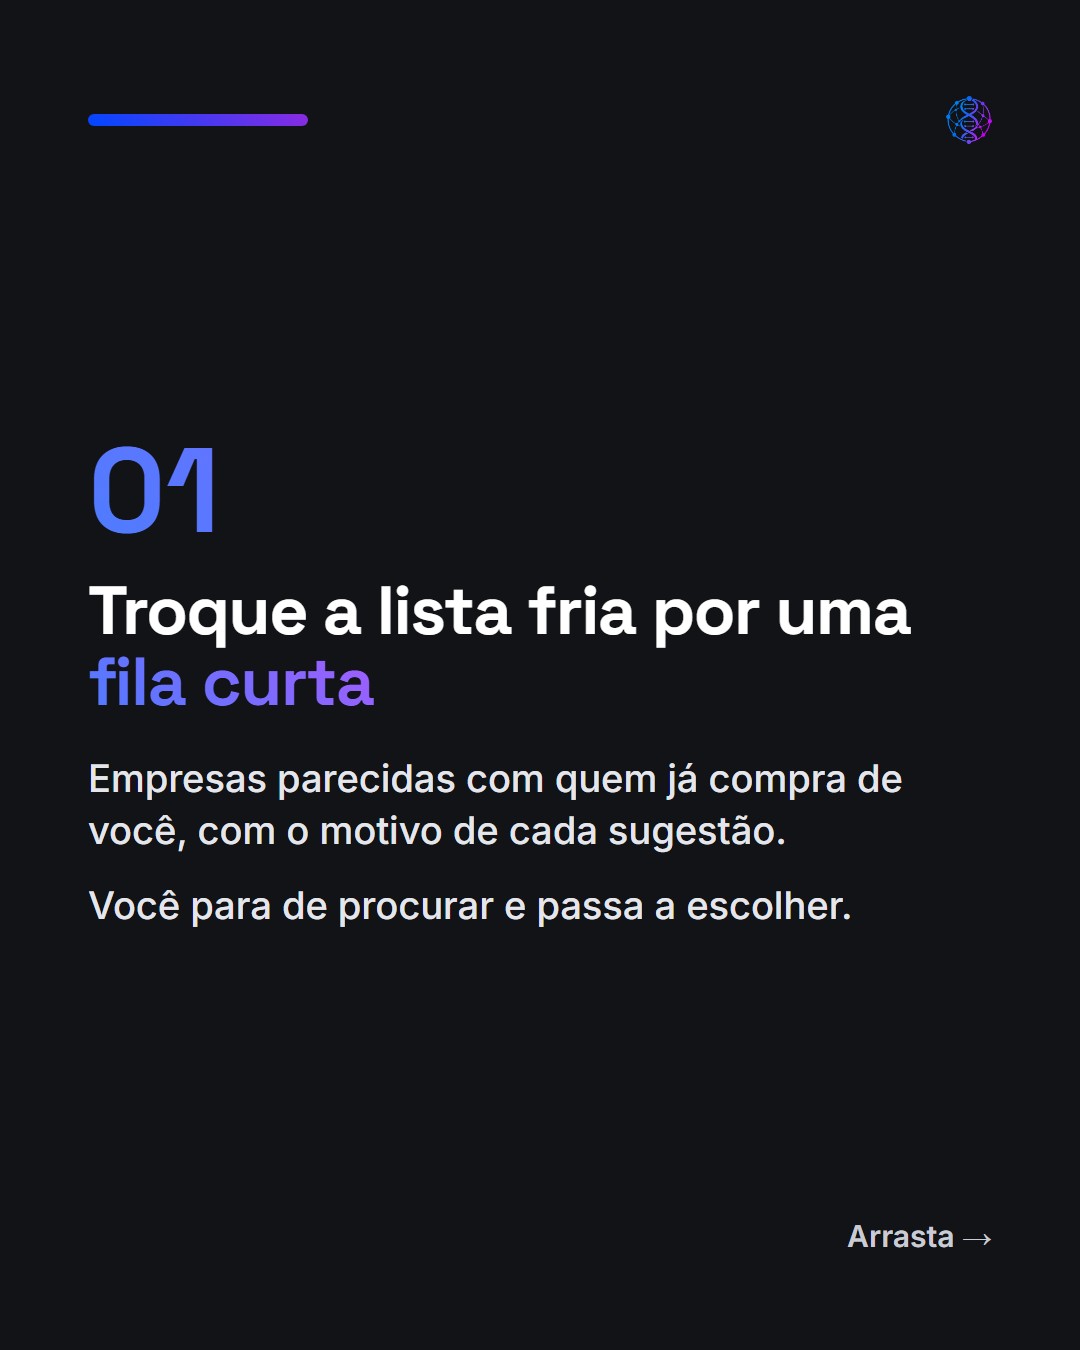 01
Troque a lista fria por uma
fila curta
Empresas parecidas com quem já compra de
você, com o motivo de cada sugestão.
Você para de procurar e passa a escolher.
Arrasta →